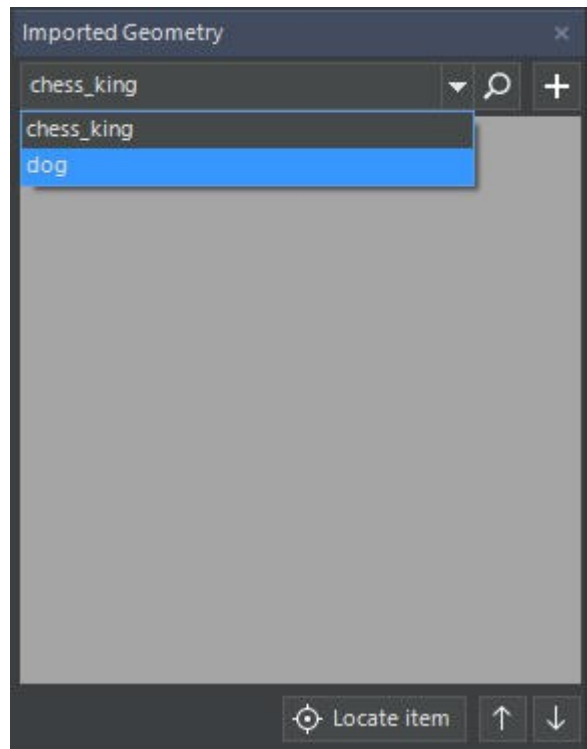 Imported Geometry
chess_king
chess_king
dog
Locate item